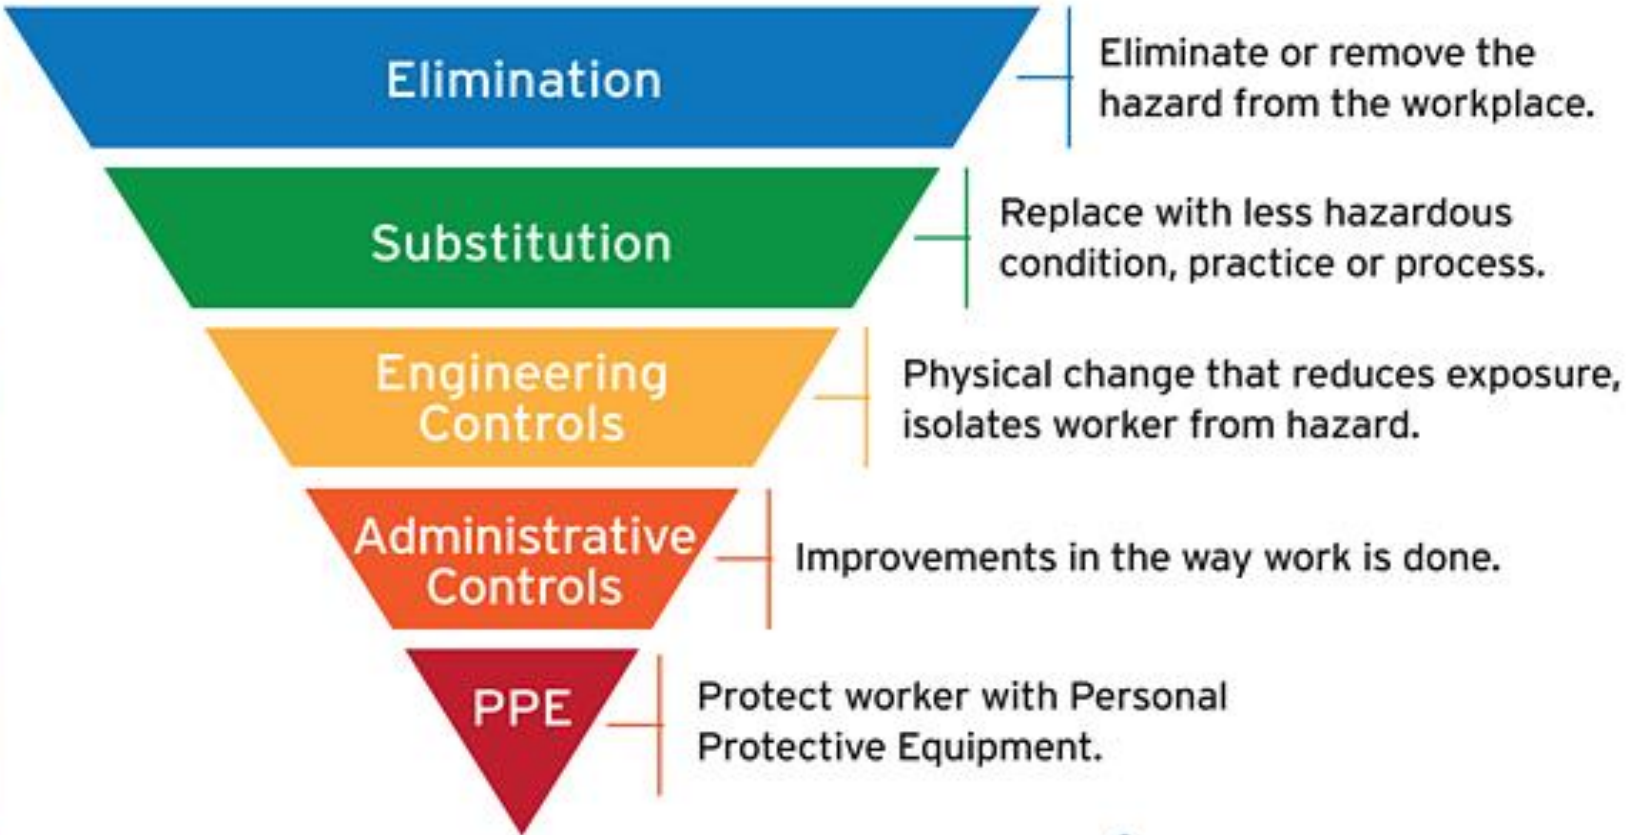 Elimination
Eliminate or remove the
hazard from the workplace.
Substitution
Replace with less hazardous
condition, practice or process.
Engineering
Controls
Physical change that reduces exposure,
isolates worker from hazard.
Administrative
Controls
Improvements in the way work is done.
PPE
Protect worker with Personal
Protective Equipment.